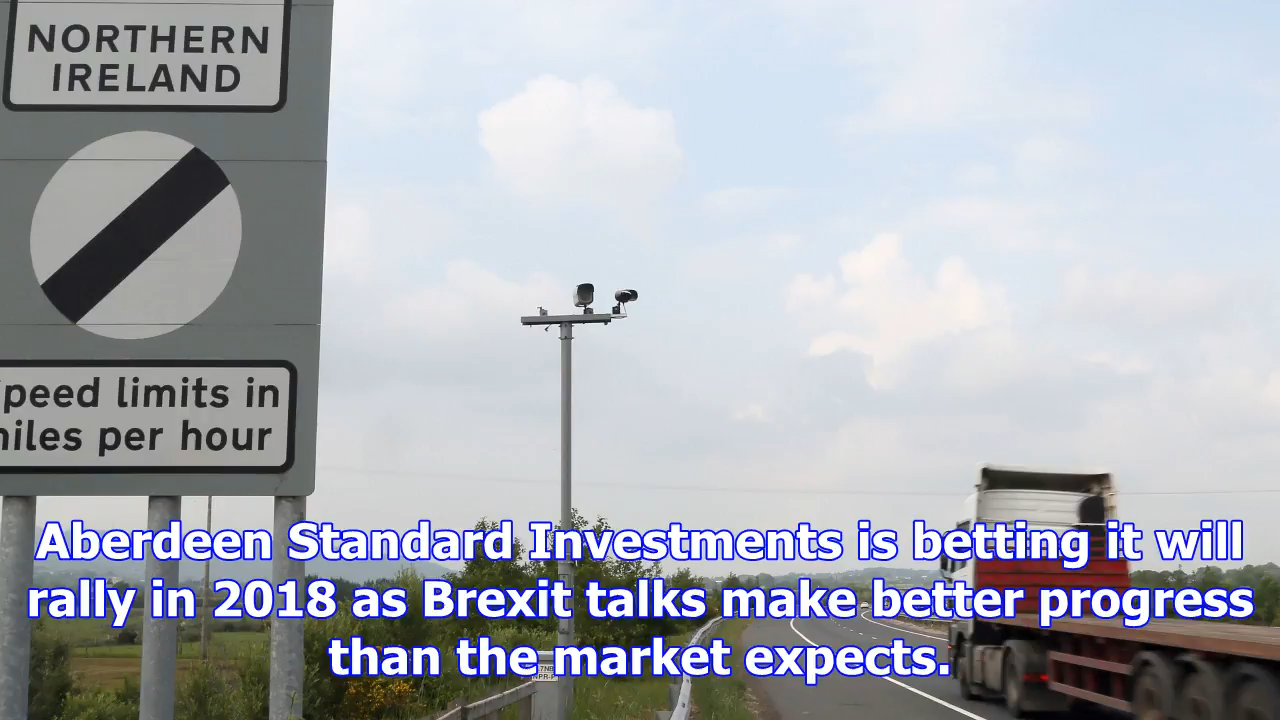 NORTHERN
IRELAND
peed limits in
miles per hour
Aberdeen Standard Investments is betting it will
rally in 2018 as Brexit talks make better progress
than the market expects.